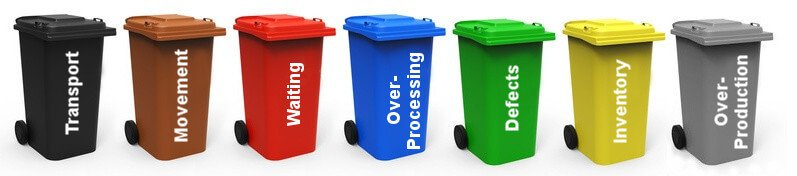 Transport
Movement
Waiting
Over-
Processing
Defects
Inventory
Over-
Production